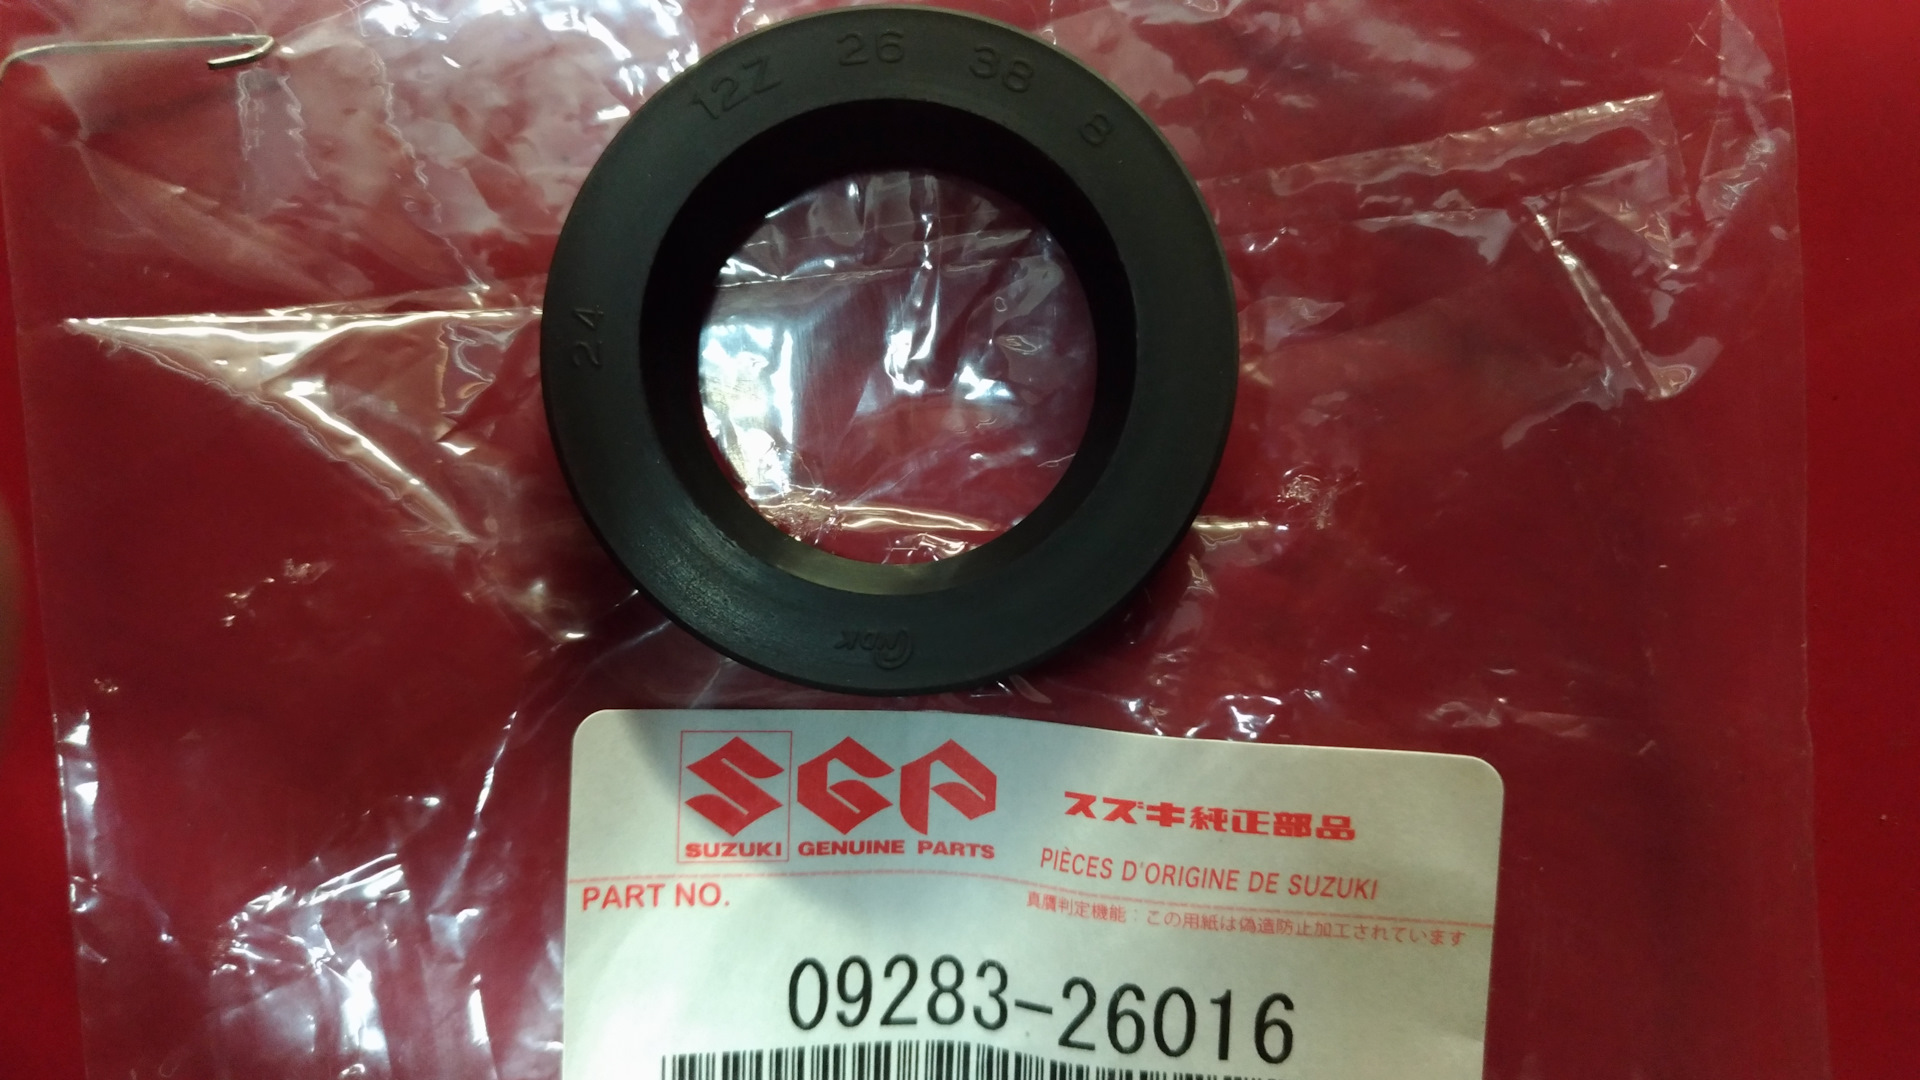 12Z 26 38 8
24
NDK
SGP
SUZUKI GENUINE PARTS
スズキ純正部品
PIÈCES D'ORIGINE DE SUZUKI
PART NO.
真贋判定機能：この用紙は偽造防止加工されています
09283-26016